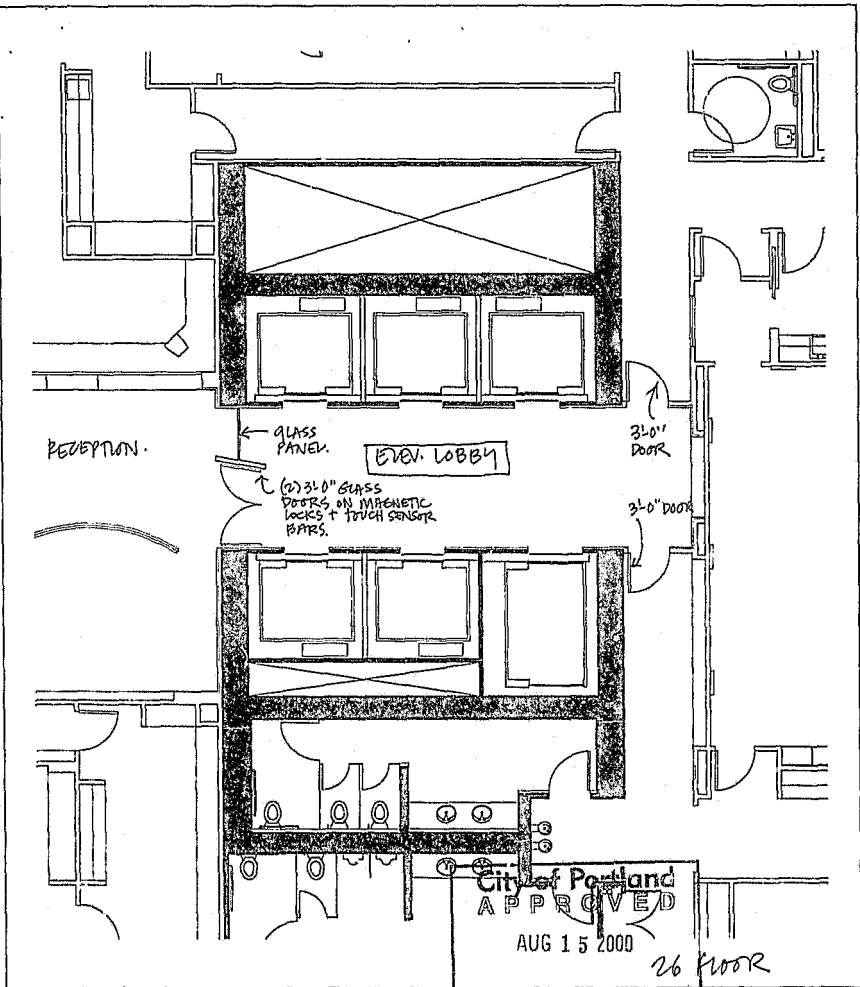 RECEPTION.
GLASS
PANEL.
ELEV. LOBBY
3'-0"
DOOR
(2) 3'-0" GLASS
DOORS ON MAGNETIC
LOCKS + TOUCH SENSOR
BARS.
3'-0" DOOR
City of Portland
APPROVED
AUG 15 2000
26 FLOOR